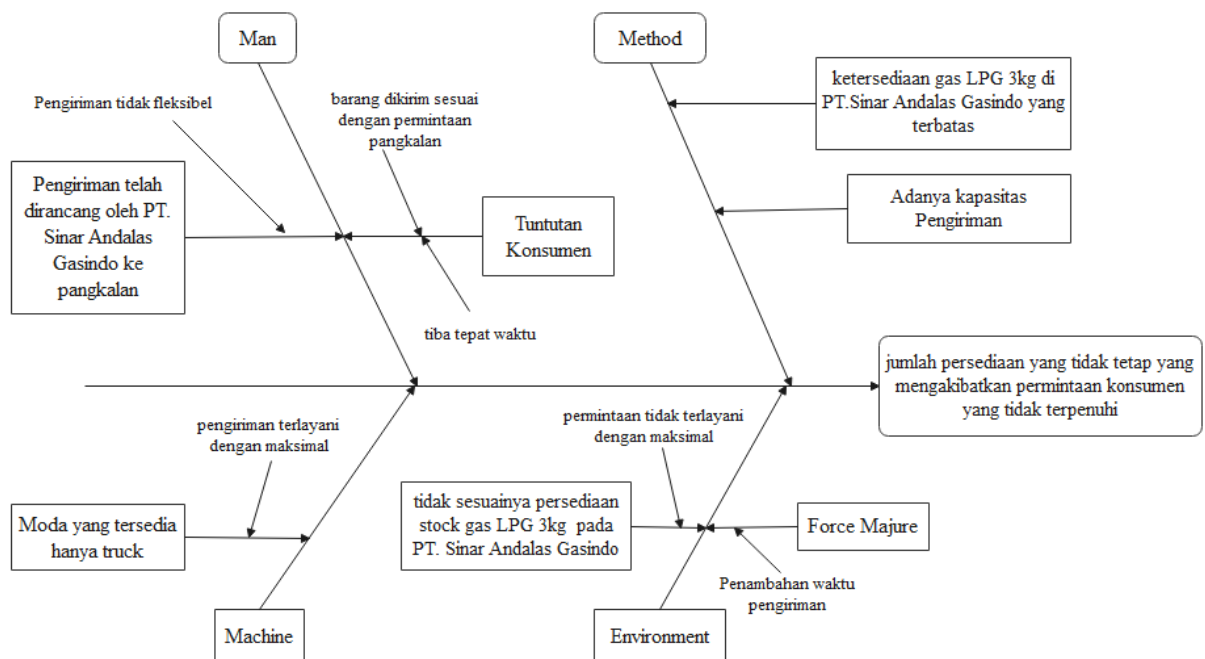 Man
Method
Pengiriman tidak fleksibel
barang dikirim sesuai
dengan permintaan
pangkalan
ketersediaan gas LPG 3kg di
PT.Sinar Andalas Gasindo yang
terbatas
Pengiriman telah
dirancang oleh PT.
Sinar Andalas
Gasindo ke
pangkalan
Tuntutan
Konsumen
Adanya kapasitas
Pengiriman
tiba tepat waktu
jumlah persediaan yang tidak tetap yang
mengakibatkan permintaan konsumen
yang tidak terpenuhi
pengiriman terlayani
dengan maksimal
permintaan tidak terlayani
dengan maksimal
Moda yang tersedia
hanya truck
tidak sesuainya persediaan
stock gas LPG 3kg pada
PT. Sinar Andalas Gasindo
Force Majure
Penambahan waktu
pengiriman
Machine
Environment